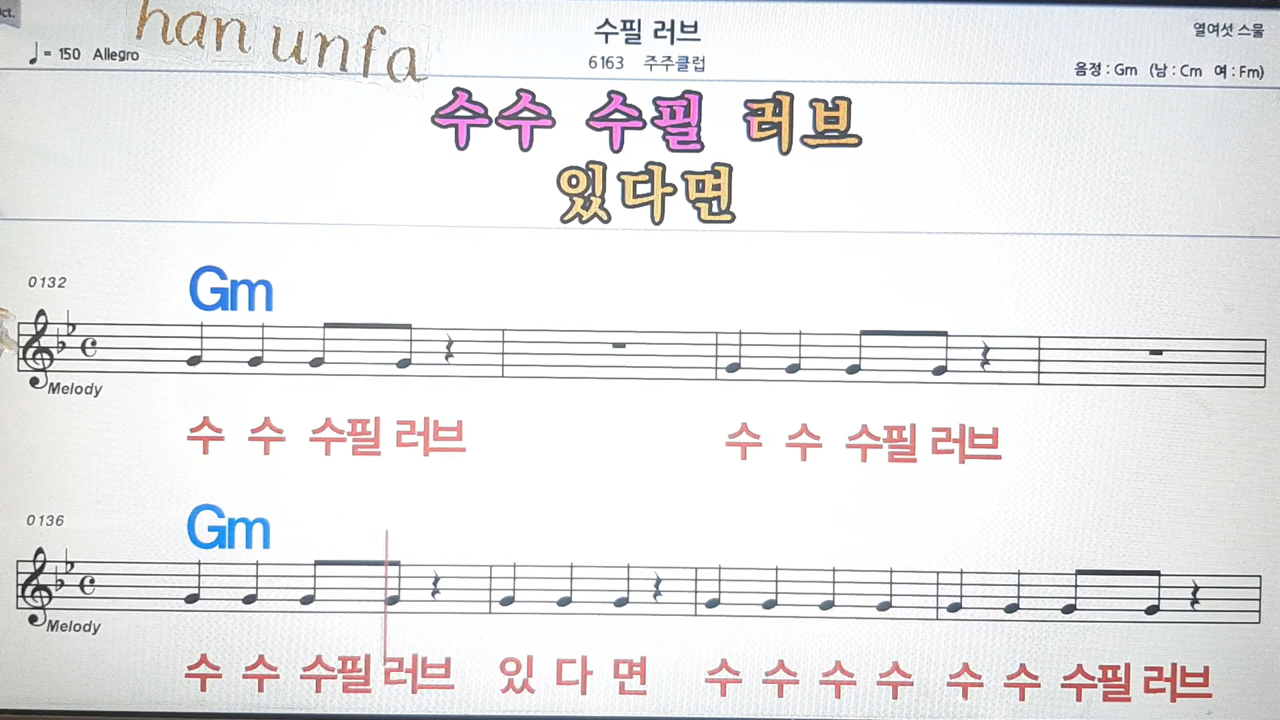 ct.
han unfa
수필 러브
열여섯 스물
♩= 150 Allegro
6163 주주클럽
음정 : Gm (남 : Cm 여 : Fm)
수수 수필 러브
있다면
0132
Gm
Melody
수 수 수필 러브 수 수 수필 러브
0136
Gm
Melody
수 수 수필 러브 있 다 면 수 수 수 수 수 수 수필 러브